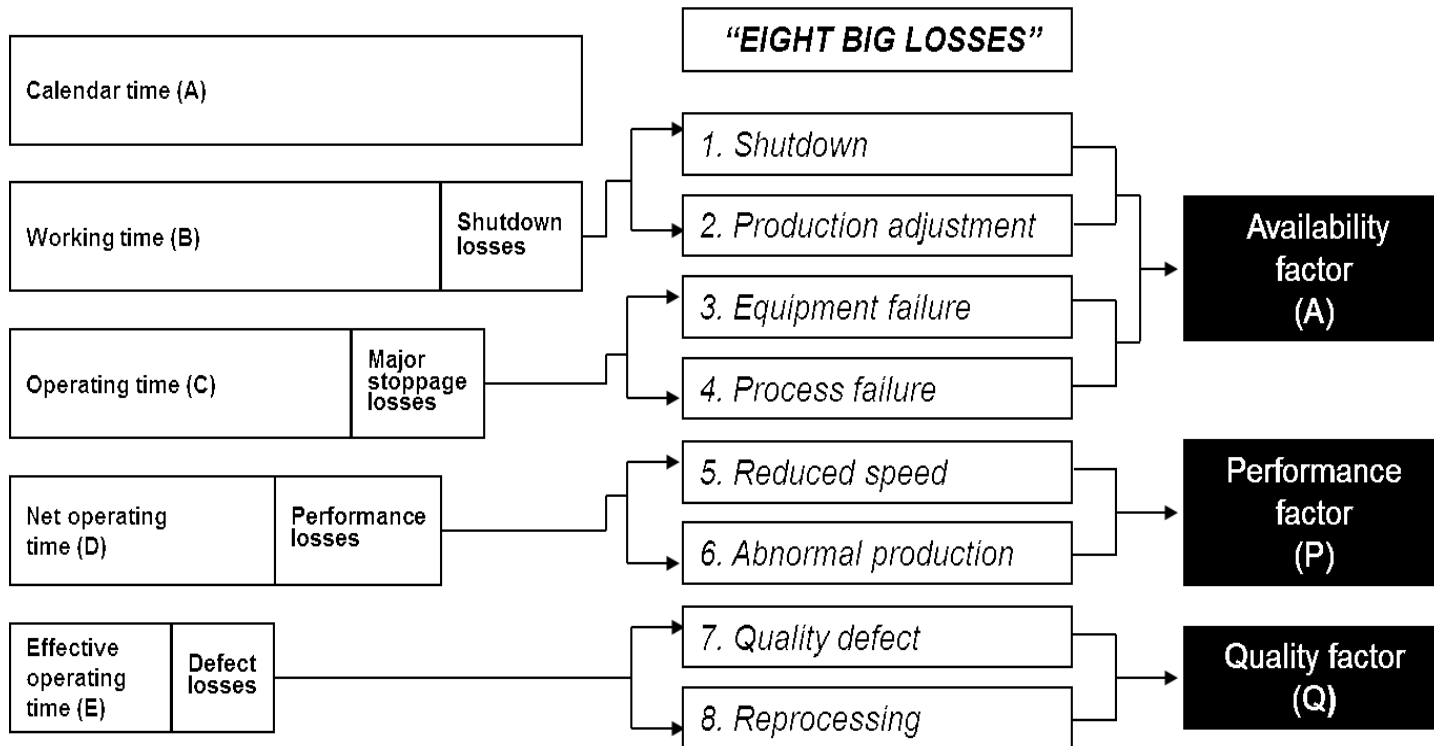 “EIGHT BIG LOSSES”
Calendar time (A)
Working time (B)
Shutdown
losses
Operating time (C)
Major
stoppage
losses
Net operating
time (D)
Performance
losses
Effective
operating
time (E)
Defect
losses
1. Shutdown
2. Production adjustment
3. Equipment failure
4. Process failure
5. Reduced speed
6. Abnormal production
7. Quality defect
8. Reprocessing
Availability
factor
(A)
Performance
factor
(P)
Quality factor
(Q)